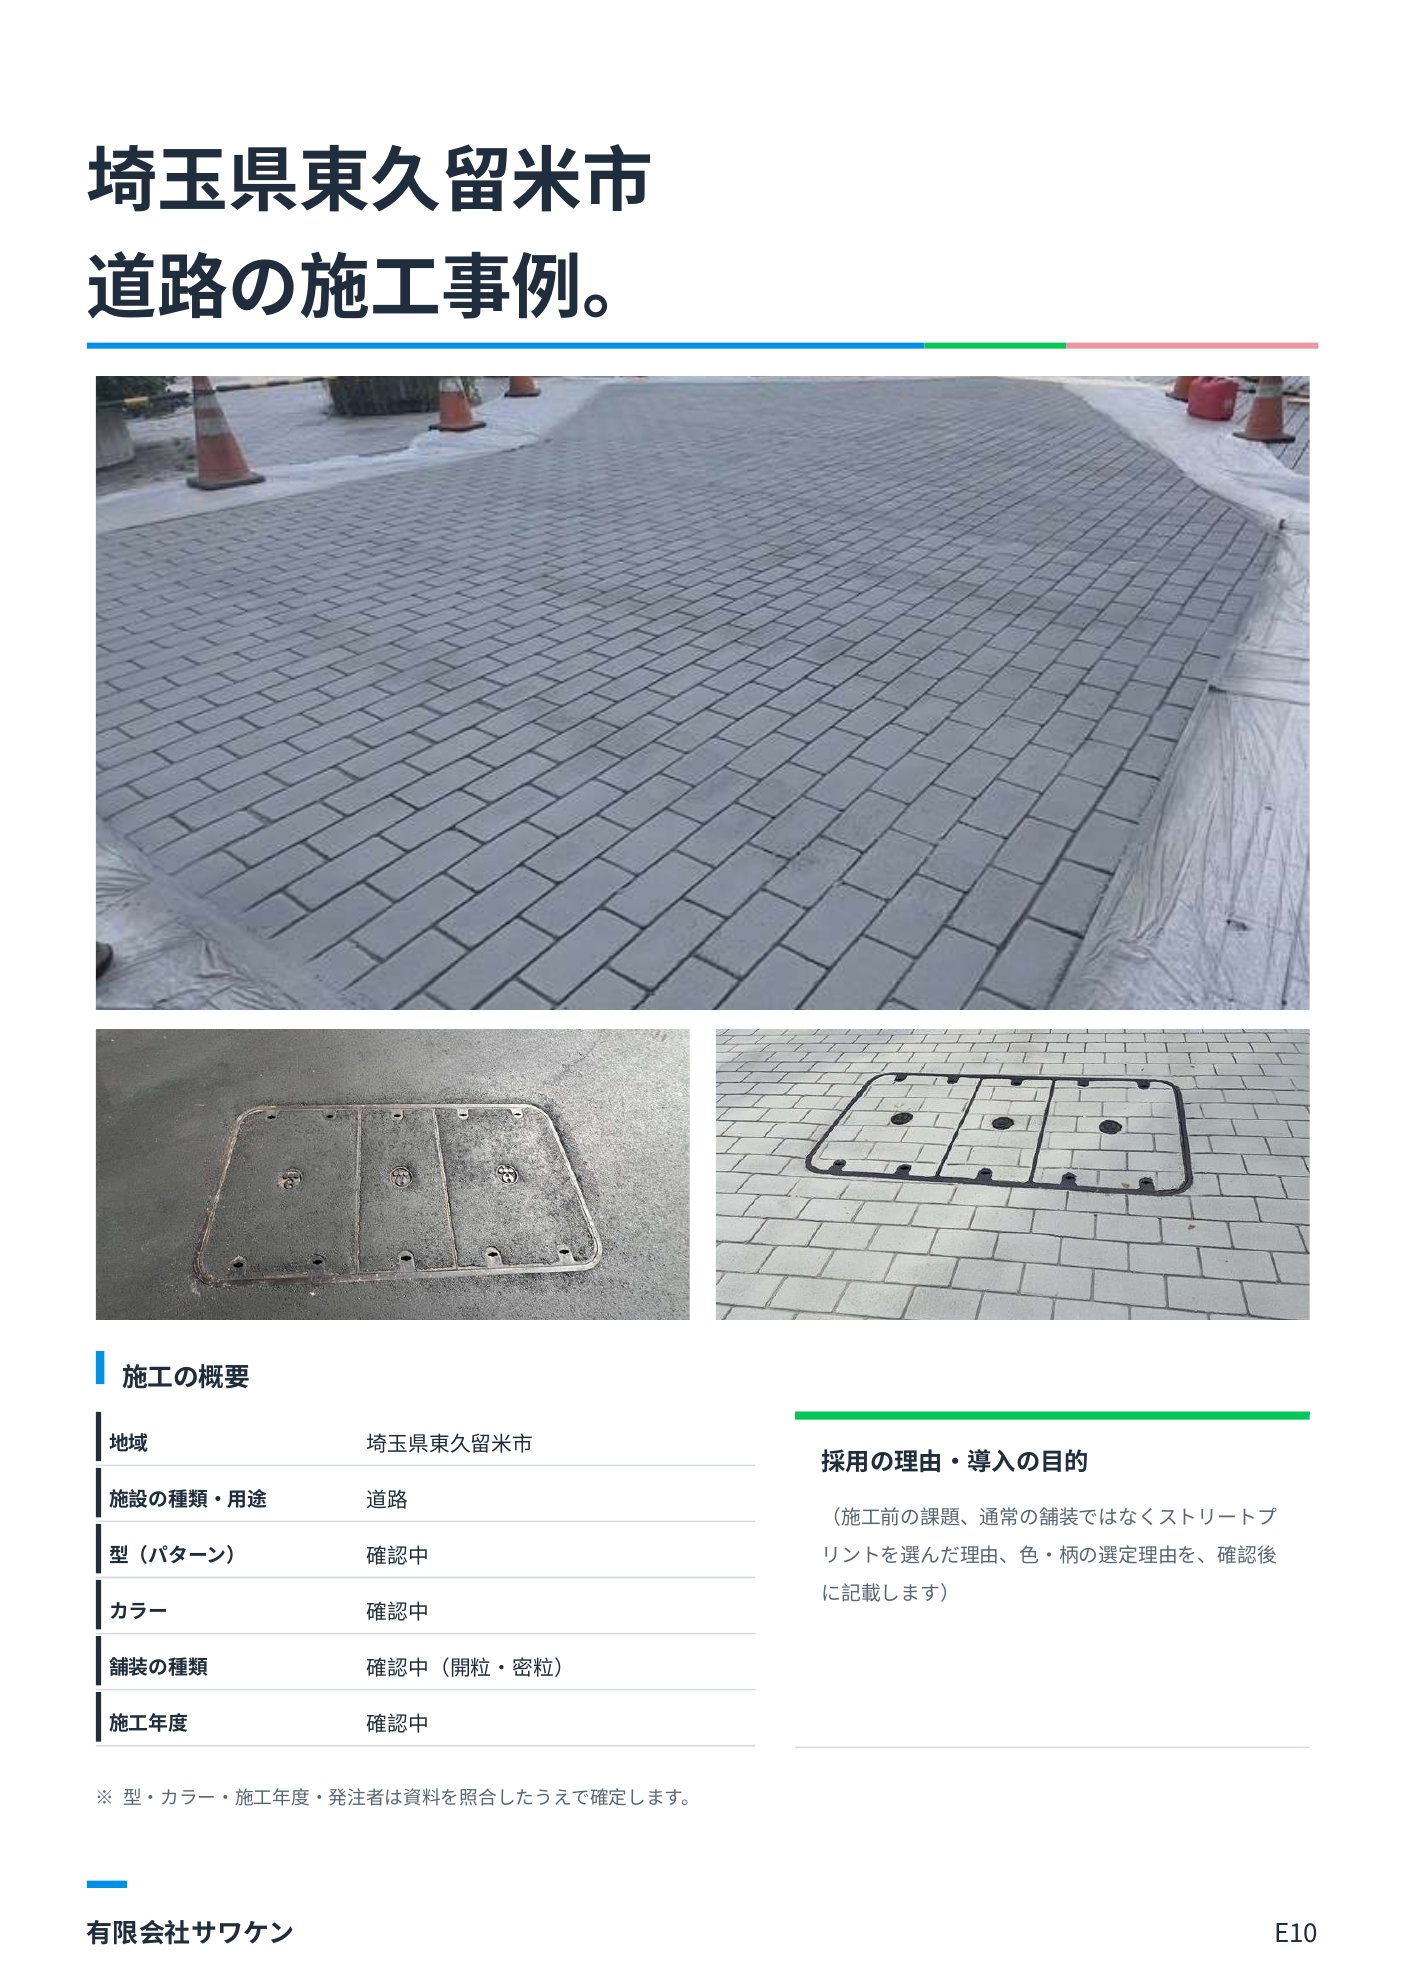 埼玉県東久留米市
道路の施工事例。
施工の概要
地域 埼玉県東久留米市
施設の種類・用途 道路
型（パターン） 確認中
カラー 確認中
舗装の種類 確認中（開粒・密粒）
施工年度 確認中
採用の理由・導入の目的
（施工前の課題、通常の舗装ではなくストリートプ
リントを選んだ理由、色・柄の選定理由を、確認後
に記載します）
※ 型・カラー・施工年度・発注者は資料を照合したうえで確定します。
有限会社サワケン
E10